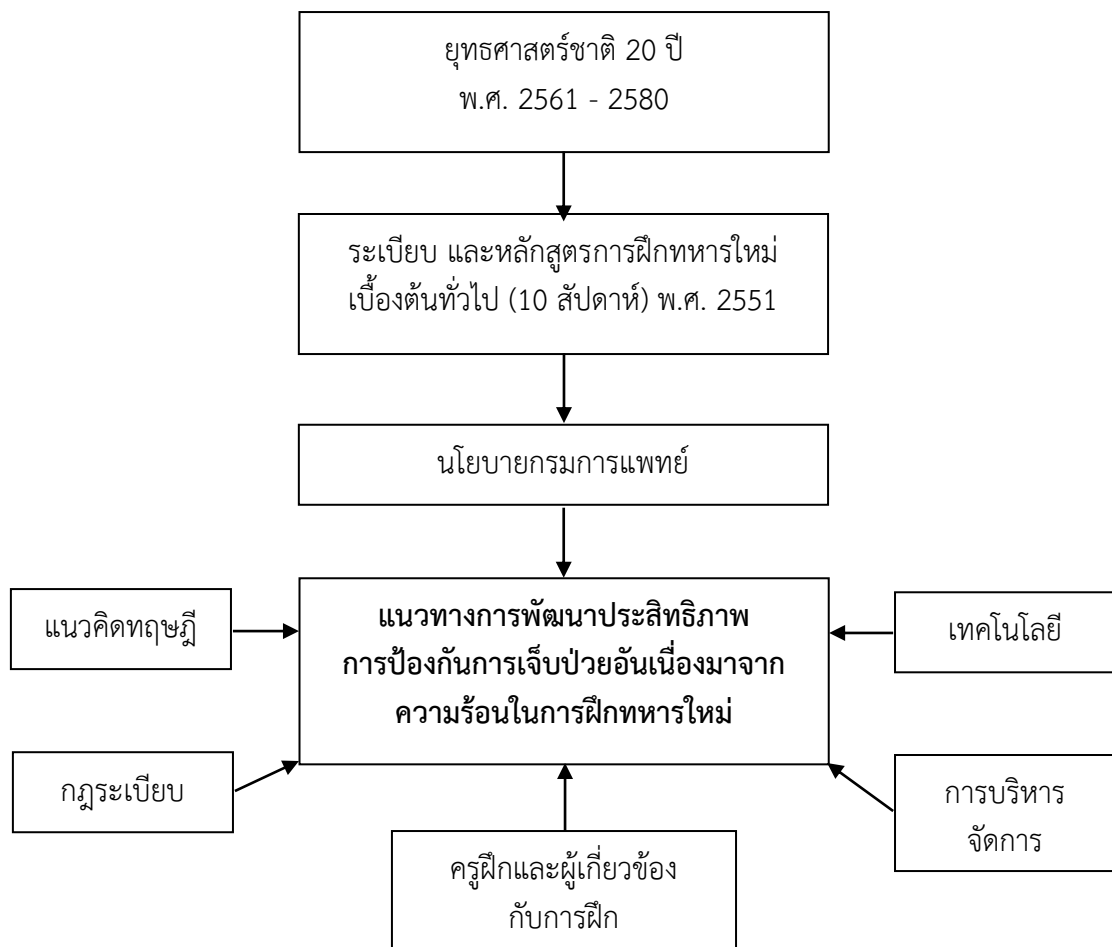 ยุทธศาสตร์ชาติ 20 ปี
พ.ศ. 2561 - 2580
ระเบียบ และหลักสูตรการฝึกทหารใหม่
เบื้องต้นทั่วไป (10 สัปดาห์) พ.ศ. 2551
นโยบายกรมการแพทย์
แนวคิดทฤษฎี
แนวทางการพัฒนาประสิทธิภาพ
การป้องกันการเจ็บป่วยอันเนื่องมาจาก
ความร้อนในการฝึกทหารใหม่
เทคโนโลยี
กฎระเบียบ
การบริหาร
จัดการ
ครูฝึกและผู้เกี่ยวข้อง
กับการฝึก